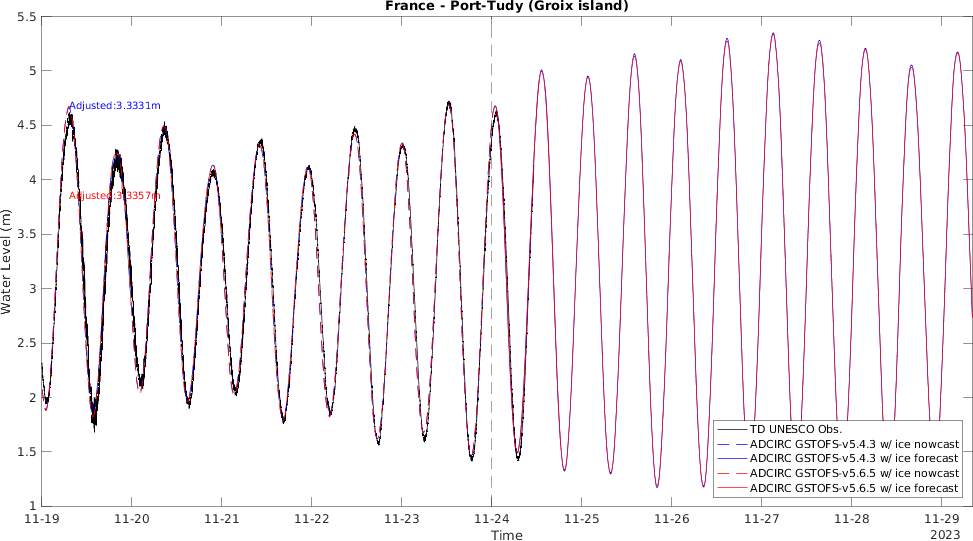 France - Port-Tudy (Groix island)
5.5
5
4.5
4
3.5
3
2.5
2
1.5
1
Water Level (m)
Adjusted:3.3331m
Adjusted:3.3357m
TD UNESCO Obs.
ADCIRC GSTOFS-v5.4.3 w/ ice nowcast
ADCIRC GSTOFS-v5.4.3 w/ ice forecast
ADCIRC GSTOFS-v5.6.5 w/ ice nowcast
ADCIRC GSTOFS-v5.6.5 w/ ice forecast
11-19 11-20 11-21 11-22 11-23 11-24 11-25 11-26 11-27 11-28 11-29
Time
2023